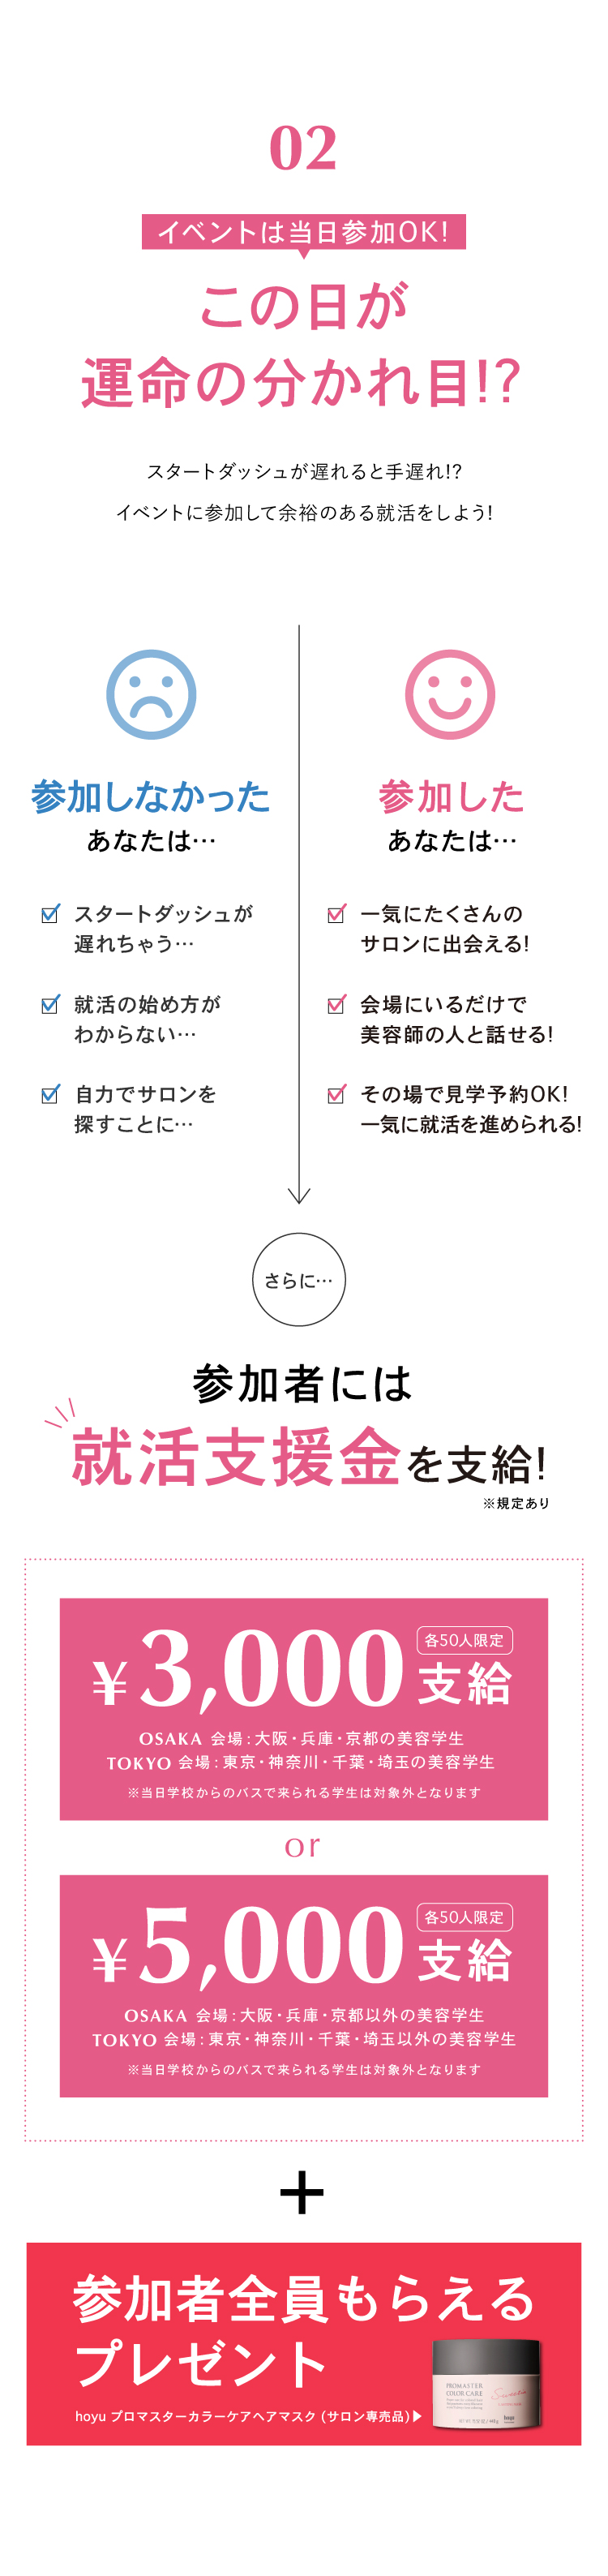 02
イベントは当日参加OK!
この日が
運命の分かれ目!?
スタートダッシュが遅れると手遅れ!?
イベントに参加して余裕のある就活をしよう!
参加しなかった
あなたは…
スタートダッシュが
遅れちゃう…
就活の始め方が
わからない…
自力でサロンを
探すことに…
参加した
あなたは…
一気にたくさんの
サロンに出会える!
会場にいるだけで
美容師の人と話せる!
その場で見学予約OK!
一気に就活を進められる!
さらに…
参加者には
就活支援金を支給!
※規定あり
¥3,000 各50人限定 支給
OSAKA 会場:大阪・兵庫・京都の美容学生
TOKYO 会場:東京・神奈川・千葉・埼玉の美容学生
※当日学校からのバスで来られる学生は対象外となります
or
¥5,000 各50人限定 支給
OSAKA 会場:大阪・兵庫・京都以外の美容学生
TOKYO 会場:東京・神奈川・千葉・埼玉以外の美容学生
※当日学校からのバスで来られる学生は対象外となります
+
参加者全員もらえる
プレゼント
hoyu プロマスターカラーケアヘアマスク (サロン専売品)▶
PROMASTER
COLOR CARE
hoyu